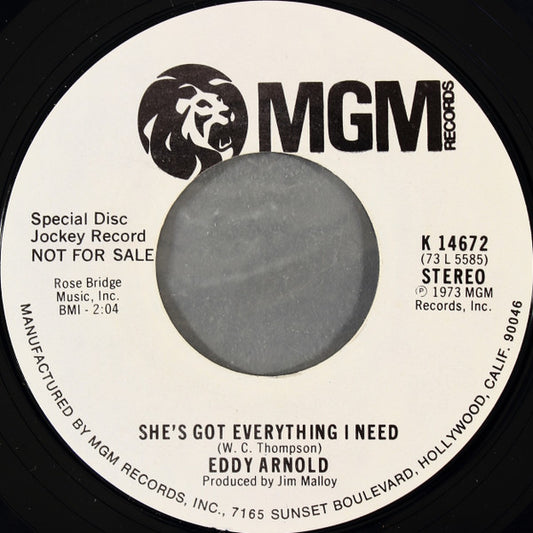 MGM
RECORDS
Special Disc
Jockey Record
NOT FOR SALE
Rose Bridge
Music, Inc.
BMI - 2:04
K 14672
(73 L 5585)
STEREO
Ⓟ 1973 MGM
Records, Inc.
SHE'S GOT EVERYTHING I NEED
(W. C. Thompson)
EDDY ARNOLD
Produced by Jim Malloy
MANUFACTURED BY MGM RECORDS, INC., 7165 SUNSET BOULEVARD, HOLLYWOOD, CALIF. 90046